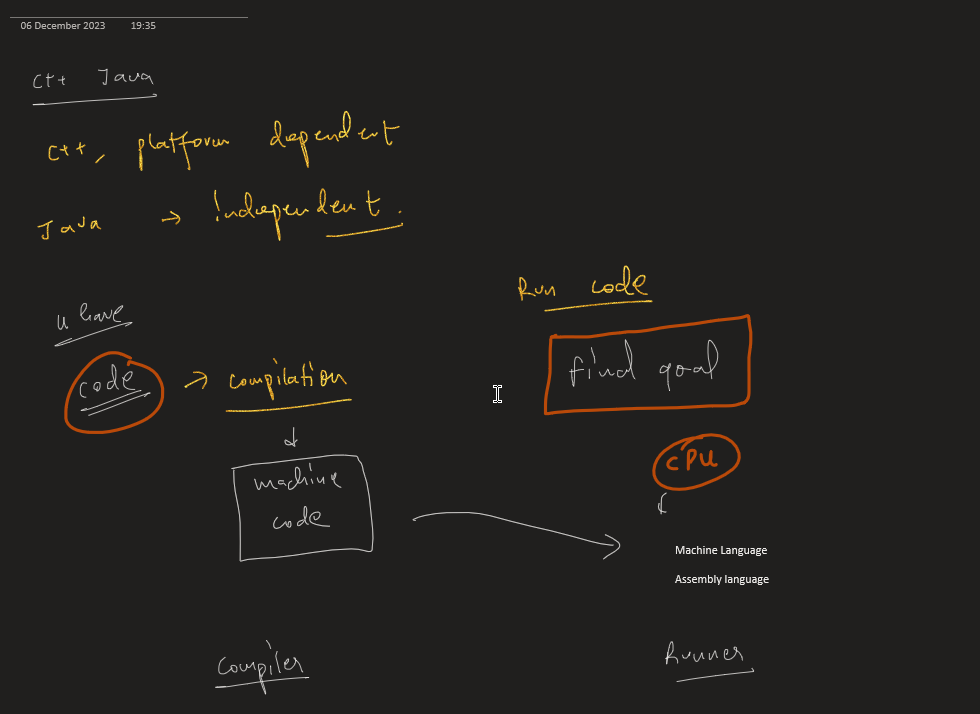 06 December 2023 19:35
C++ Java
C++, platform dependent
Java → independent.
Run code
u have
final goal
code → compilation
CPU
machine
code
Machine Language
Assembly language
Compiler
Runner